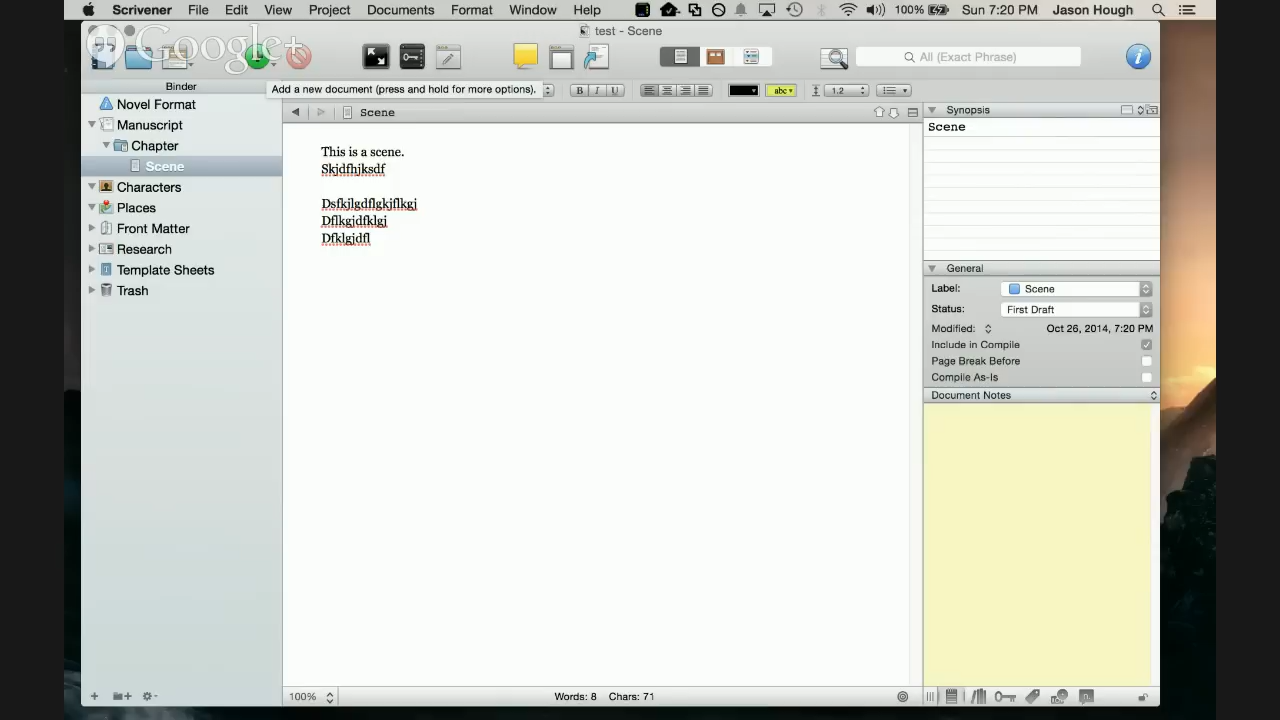 Scrivener File Edit View Project Documents Format Window Help 100% Sun 7:20 PM Jason Hough
test - Scene
Google+
All (Exact Phrase)
Binder
Add a new document (press and hold for more options).
B I U
abc
1.2
Novel Format
Manuscript
Chapter
Scene
Characters
Places
Front Matter
Research
Template Sheets
Trash
Scene
This is a scene.
Skjdfhjksdf
Dsfkjlgdflgkjflkgj
Dflkgjdfklgj
Dfklgjdfl
Synopsis
Scene
General
Label: Scene
Status: First Draft
Modified: Oct 26, 2014, 7:20 PM
Include in Compile
Page Break Before
Compile As-Is
Document Notes
100%
Words: 8 Chars: 71